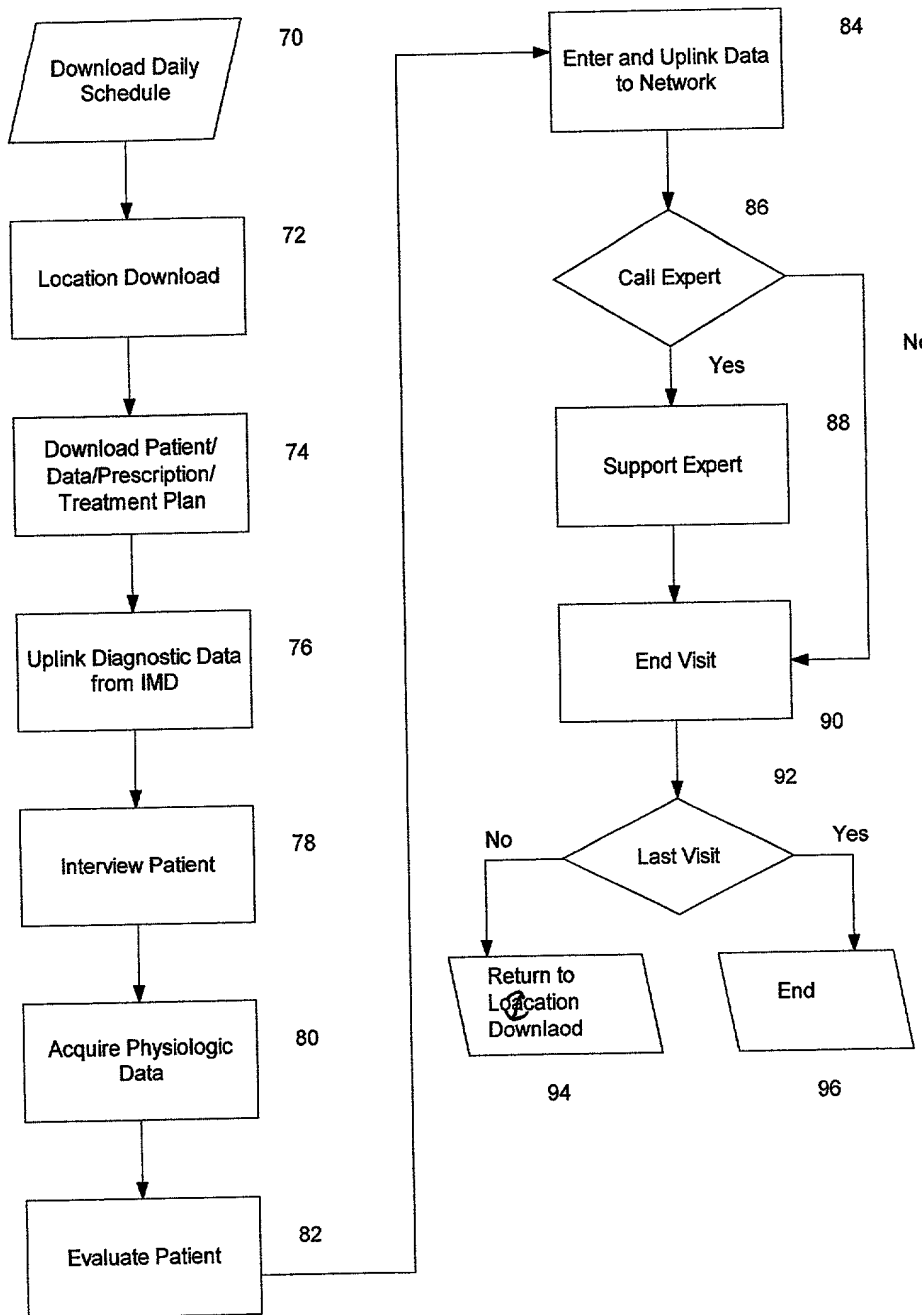 70
Download Daily
Schedule
72
Location Download
74
Download Patient/
Data/Prescription/
Treatment Plan
76
Uplink Diagnostic Data
from IMD
78
Interview Patient
80
Acquire Physiologic
Data
82
Evaluate Patient
84
Enter and Uplink Data
to Network
86
Call Expert
Yes
88
Support Expert
End Visit
90
92
No
Last Visit
Yes
Return to
Loacation
Downlaod
94
End
96